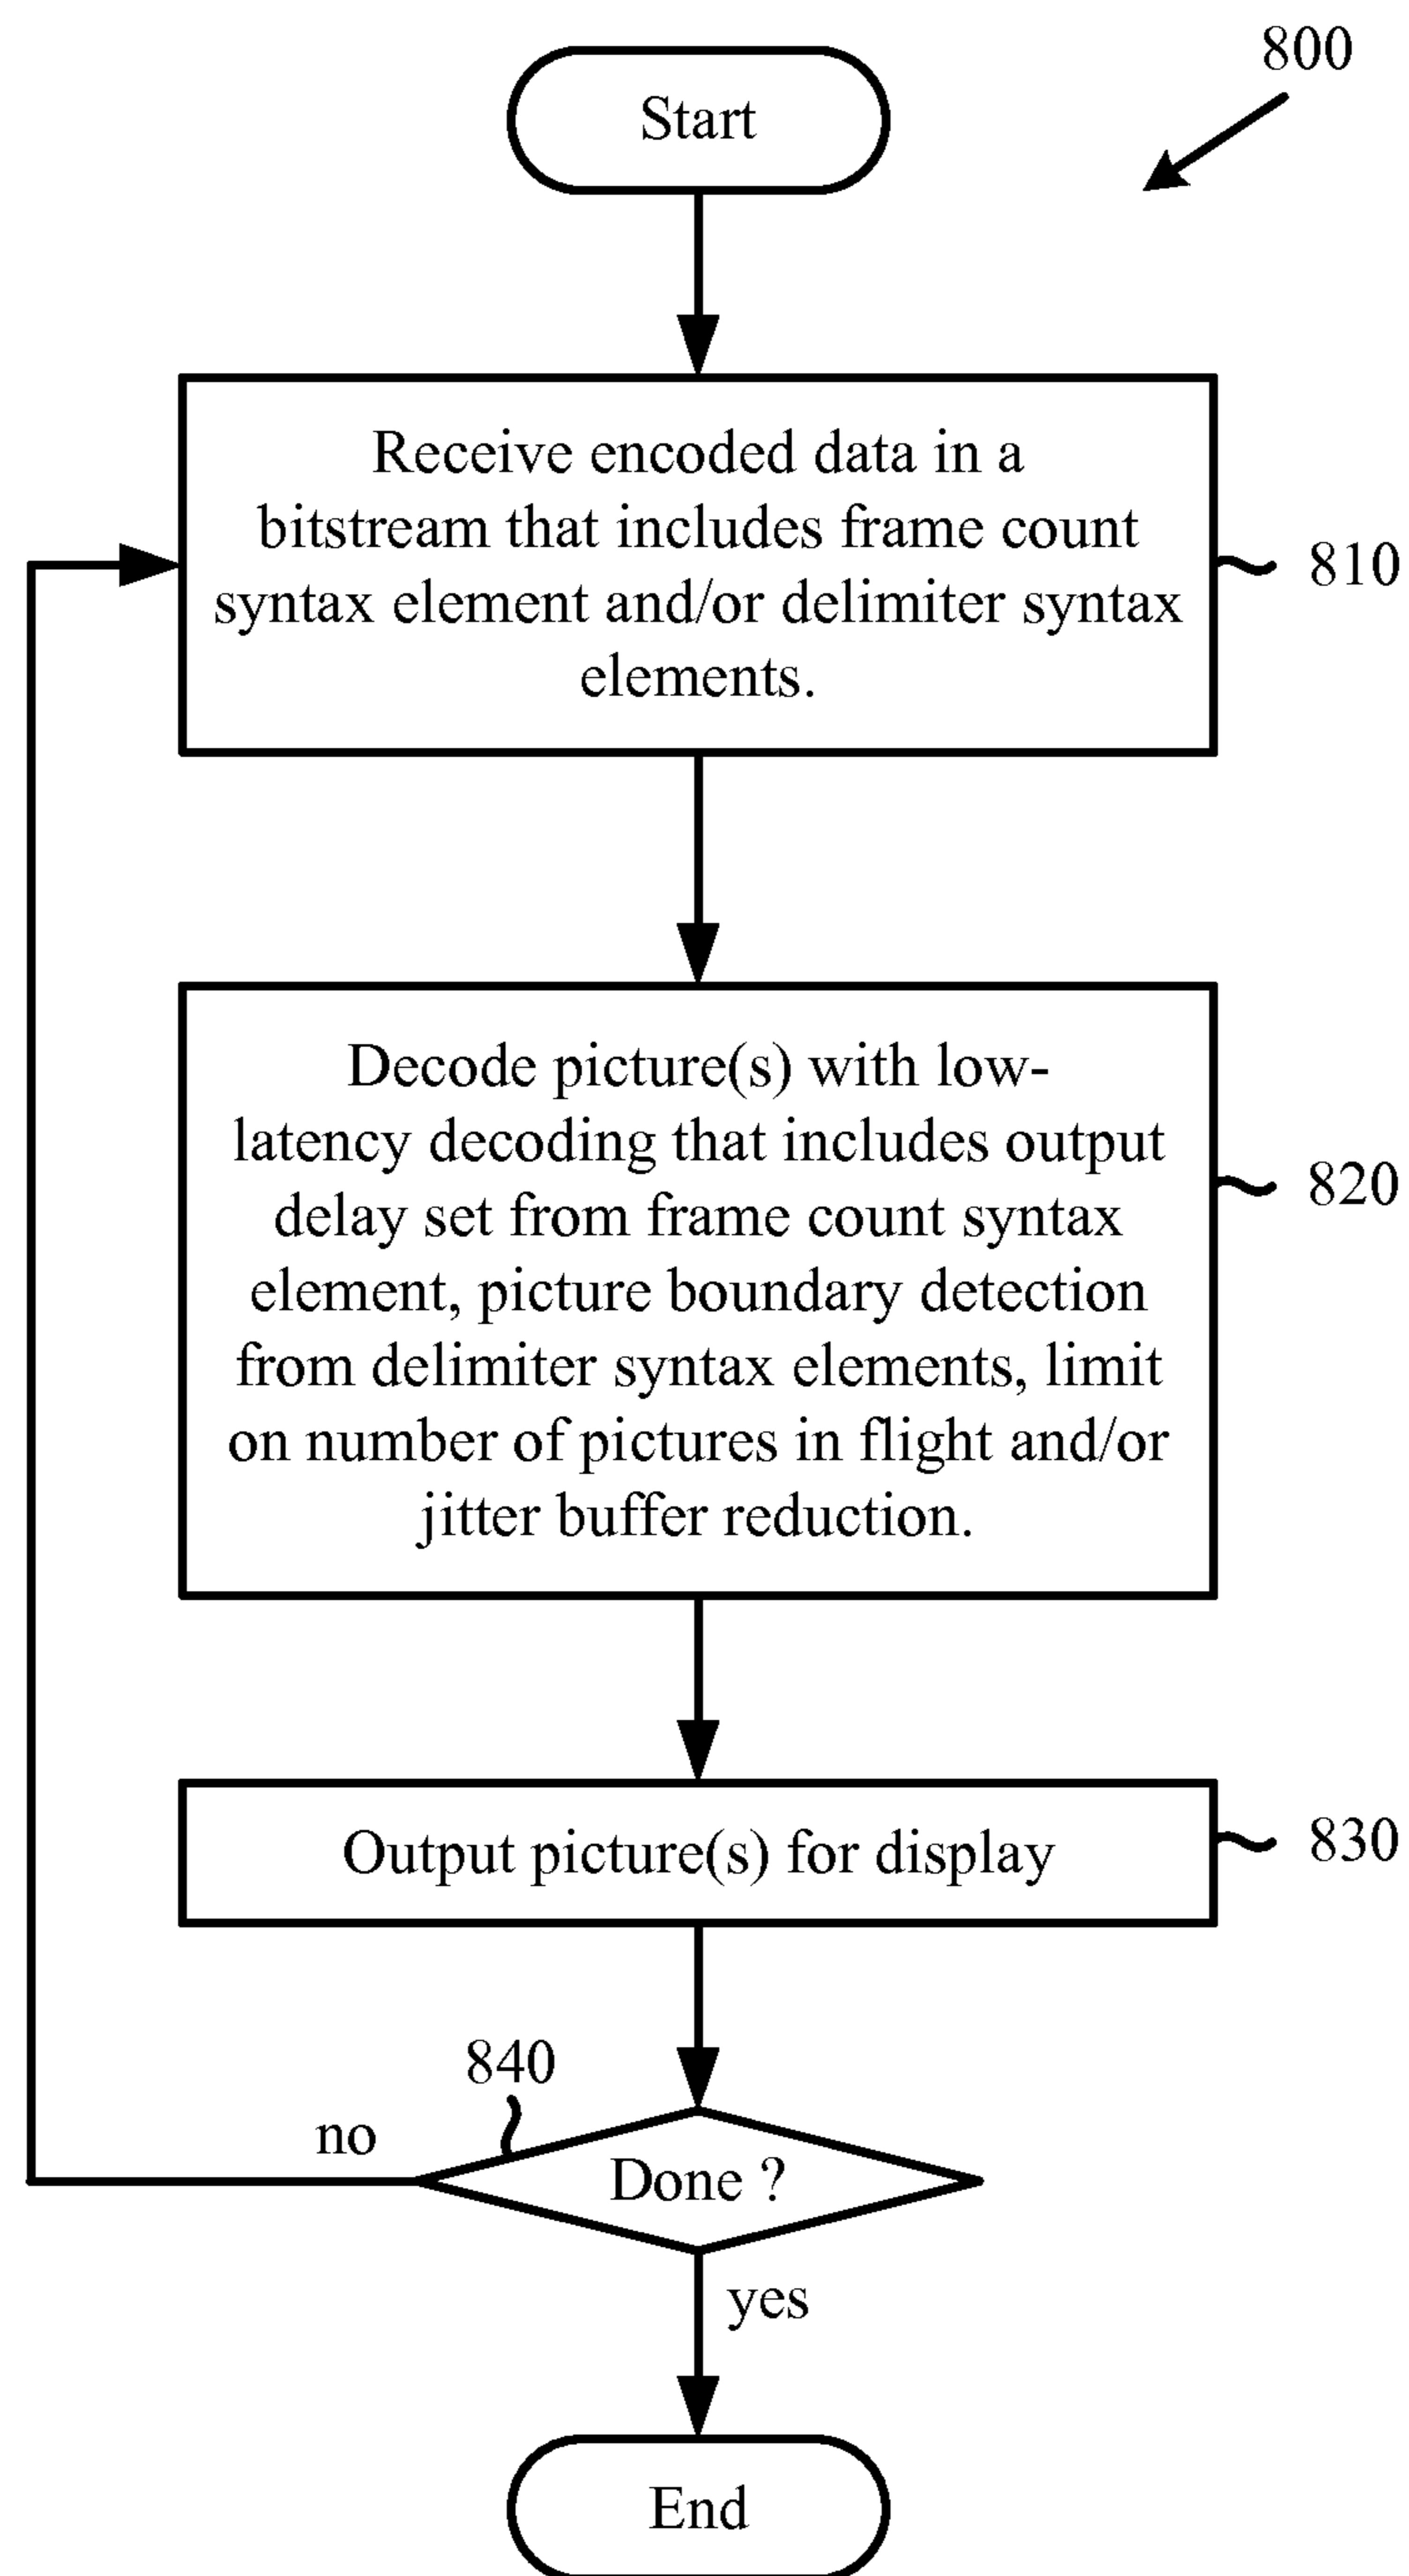 800
Start
Receive encoded data in a
bitstream that includes frame count
syntax element and/or delimiter syntax
elements.
810
Decode picture(s) with low-
latency decoding that includes output
delay set from frame count syntax
element, picture boundary detection
from delimiter syntax elements, limit
on number of pictures in flight and/or
jitter buffer reduction.
820
Output picture(s) for display
830
840
no
Done ?
yes
End